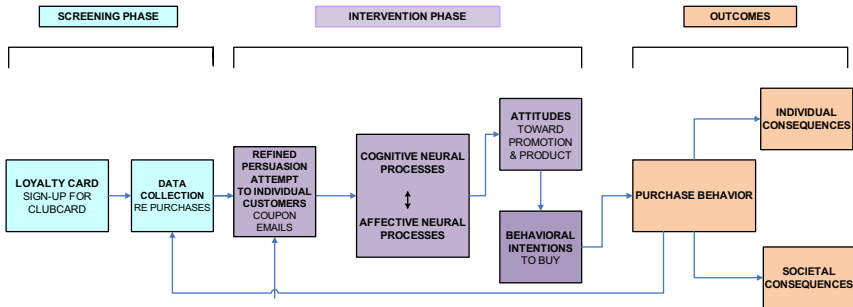 SCREENING PHASE
INTERVENTION PHASE
OUTCOMES
LOYALTY CARD
SIGN-UP FOR
CLUBCARD
DATA
COLLECTION
RE PURCHASES
REFINED
PERSUASION
ATTEMPT
TO INDIVIDUAL
CUSTOMERS
COUPON
EMAILS
COGNITIVE NEURAL
PROCESSES
AFFECTIVE NEURAL
PROCESSES
ATTITUDES
TOWARD
PROMOTION
& PRODUCT
BEHAVIORAL
INTENTIONS
TO BUY
PURCHASE BEHAVIOR
INDIVIDUAL
CONSEQUENCES
SOCIETAL
CONSEQUENCES